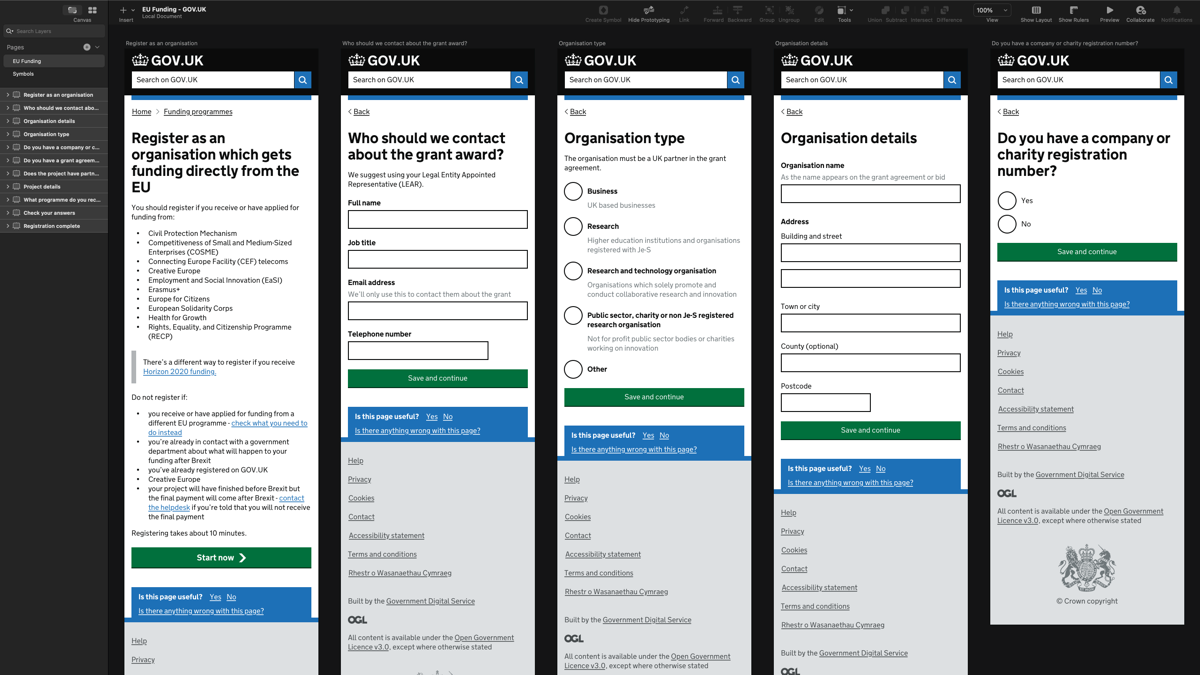 Canvas
Insert
EU Funding - GOV.UK
Local Document
Create Symbol
Hide Prototyping
Link
Forward
Backward
Group
Ungroup
Edit
Tools
Union
Subtract
Intersect
Difference
100%
View
Show Layout
Show Rulers
Preview
Collaborate
Notifications
Search Layers
Pages
EU Funding
Symbols
Register as an organisation
Who should we contact abo...
Organisation details
Organisation type
Do you have a company or c...
Do you have a grant agreem...
Does the project have partn...
Project details
What programme do you rec...
Check your answers
Registration complete
Register as an organisation
GOV.UK
Search on GOV.UK
Home
Funding programmes
Register as an
organisation which gets
funding directly from the
EU
You should register if you receive or have applied for
funding from:
• Civil Protection Mechanism
• Competitiveness of Small and Medium-Sized
Enterprises (COSME)
• Connecting Europe Facility (CEF) telecoms
• Creative Europe
• Employment and Social Innovation (EaSI)
• Erasmus+
• Europe for Citizens
• European Solidarity Corps
• Health for Growth
• Rights, Equality, and Citizenship Programme
(RECP)
There's a different way to register if you receive
Horizon 2020 funding.
Do not register if:
• you receive or have applied for funding from a
different EU programme - check what you need to
do instead
• you're already in contact with a government
department about what will happen to your
funding after Brexit
• you've already registered on GOV.UK
• Creative Europe
• your project will have finished before Brexit but
the final payment will come after Brexit - contact
the helpdesk if you're told that you will not receive
the final payment
Registering takes about 10 minutes.
Start now
Is this page useful? Yes No
Is there anything wrong with this page?
Help
Privacy
Who should we contact about the grant award?
GOV.UK
Search on GOV.UK
Back
Who should we contact
about the grant award?
We suggest using your Legal Entity Appointed
Representative (LEAR).
Full name
Job title
Email address
We'll only use this to contact them about the grant
Telephone number
Save and continue
Is this page useful? Yes No
Is there anything wrong with this page?
Help
Privacy
Cookies
Contact
Accessibility statement
Terms and conditions
Rhestr o Wasanaethau Cymraeg
Built by the Government Digital Service
OGL
All content is available under the Open Government
Licence v3.0, except where otherwise stated
Organisation type
GOV.UK
Search on GOV.UK
Back
Organisation type
The organisation must be a UK partner in the grant
agreement.
Business
UK based businesses
Research
Higher education institutions and organisations
registered with Je-S
Research and technology organisation
Organisations which solely promote and
conduct collaborative research and innovation
Public sector, charity or non Je-S registered
research organisation
Not for profit public sector bodies or charities
working on innovation
Other
Save and continue
Is this page useful? Yes No
Is there anything wrong with this page?
Help
Privacy
Cookies
Contact
Accessibility statement
Terms and conditions
Rhestr o Wasanaethau Cymraeg
Built by the Government Digital Service
OGL
All content is available under the Open Government
Licence v3.0, except where otherwise stated
Organisation details
GOV.UK
Search on GOV.UK
Back
Organisation details
Organisation name
As the name appears on the grant agreement or bid
Address
Building and street
Town or city
County (optional)
Postcode
Save and continue
Is this page useful? Yes No
Is there anything wrong with this page?
Help
Privacy
Cookies
Contact
Accessibility statement
Terms and conditions
Rhestr o Wasanaethau Cymraeg
Built by the Government Digital Service
OGL
Do you have a company or charity registration number?
GOV.UK
Search on GOV.UK
Back
Do you have a company or
charity registration
number?
Yes
No
Save and continue
Is this page useful? Yes No
Is there anything wrong with this page?
Help
Privacy
Cookies
Contact
Accessibility statement
Terms and conditions
Rhestr o Wasanaethau Cymraeg
Built by the Government Digital Service
OGL
All content is available under the Open Government
Licence v3.0, except where otherwise stated
© Crown copyright